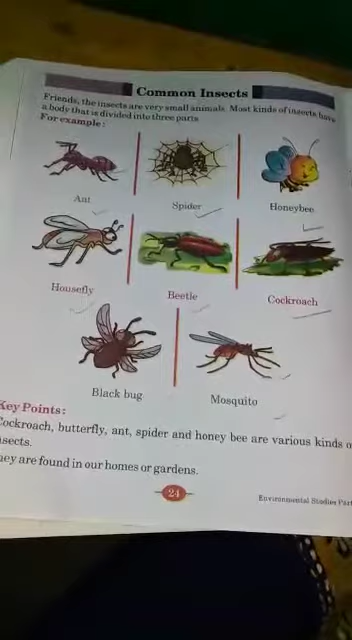 Common Insects
Friends, the insects are very small animals. Most kinds of insects have
a body that is divided into three parts
For example :
Ant
Spider
Honeybee
Housefly
Beetle
Cockroach
Black bug
Mosquito
Key Points:
Cockroach, butterfly, ant, spider and honey bee are various kinds
nsects.
hey are found in our homes or gardens.
24
Environmental Studies Part